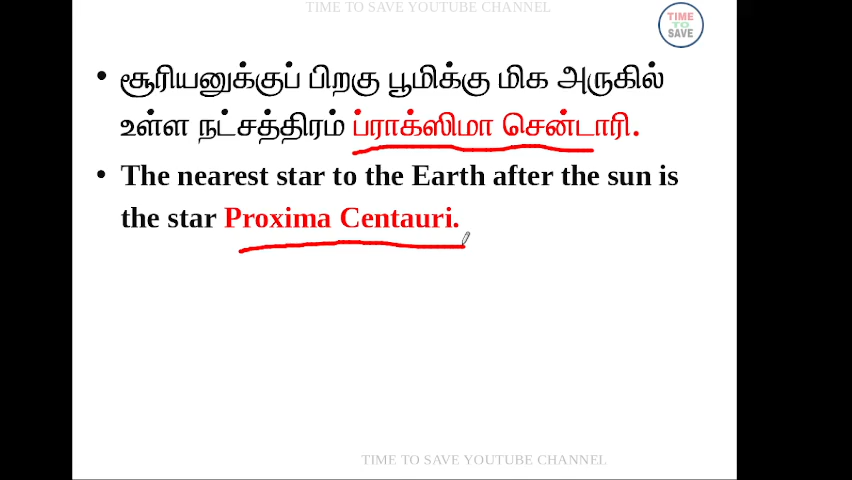 TIME TO SAVE YOUTUBE CHANNEL
TIME
TO
SAVE
• சூரியனுக்குப் பிறகு பூமிக்கு மிக அருகில்
உள்ள நட்சத்திரம் ப்ராக்ஸிமா சென்டாரி.
• The nearest star to the Earth after the sun is
the star Proxima Centauri.
TIME TO SAVE YOUTUBE CHANNEL